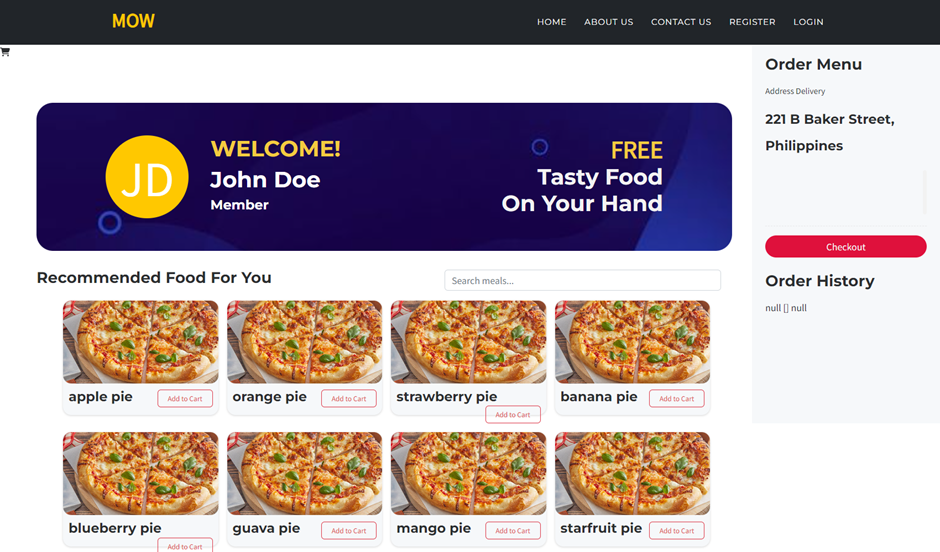 MOW
HOME ABOUT US CONTACT US REGISTER LOGIN
JD
WELCOME!
John Doe
Member
FREE
Tasty Food
On Your Hand
Recommended Food For You
Search meals...
apple pie
Add to Cart
orange pie
Add to Cart
strawberry pie
Add to Cart
banana pie
Add to Cart
blueberry pie
Add to Cart
guava pie
Add to Cart
mango pie
Add to Cart
starfruit pie
Add to Cart
Order Menu
Address Delivery
221 B Baker Street,
Philippines
Checkout
Order History
null [] null